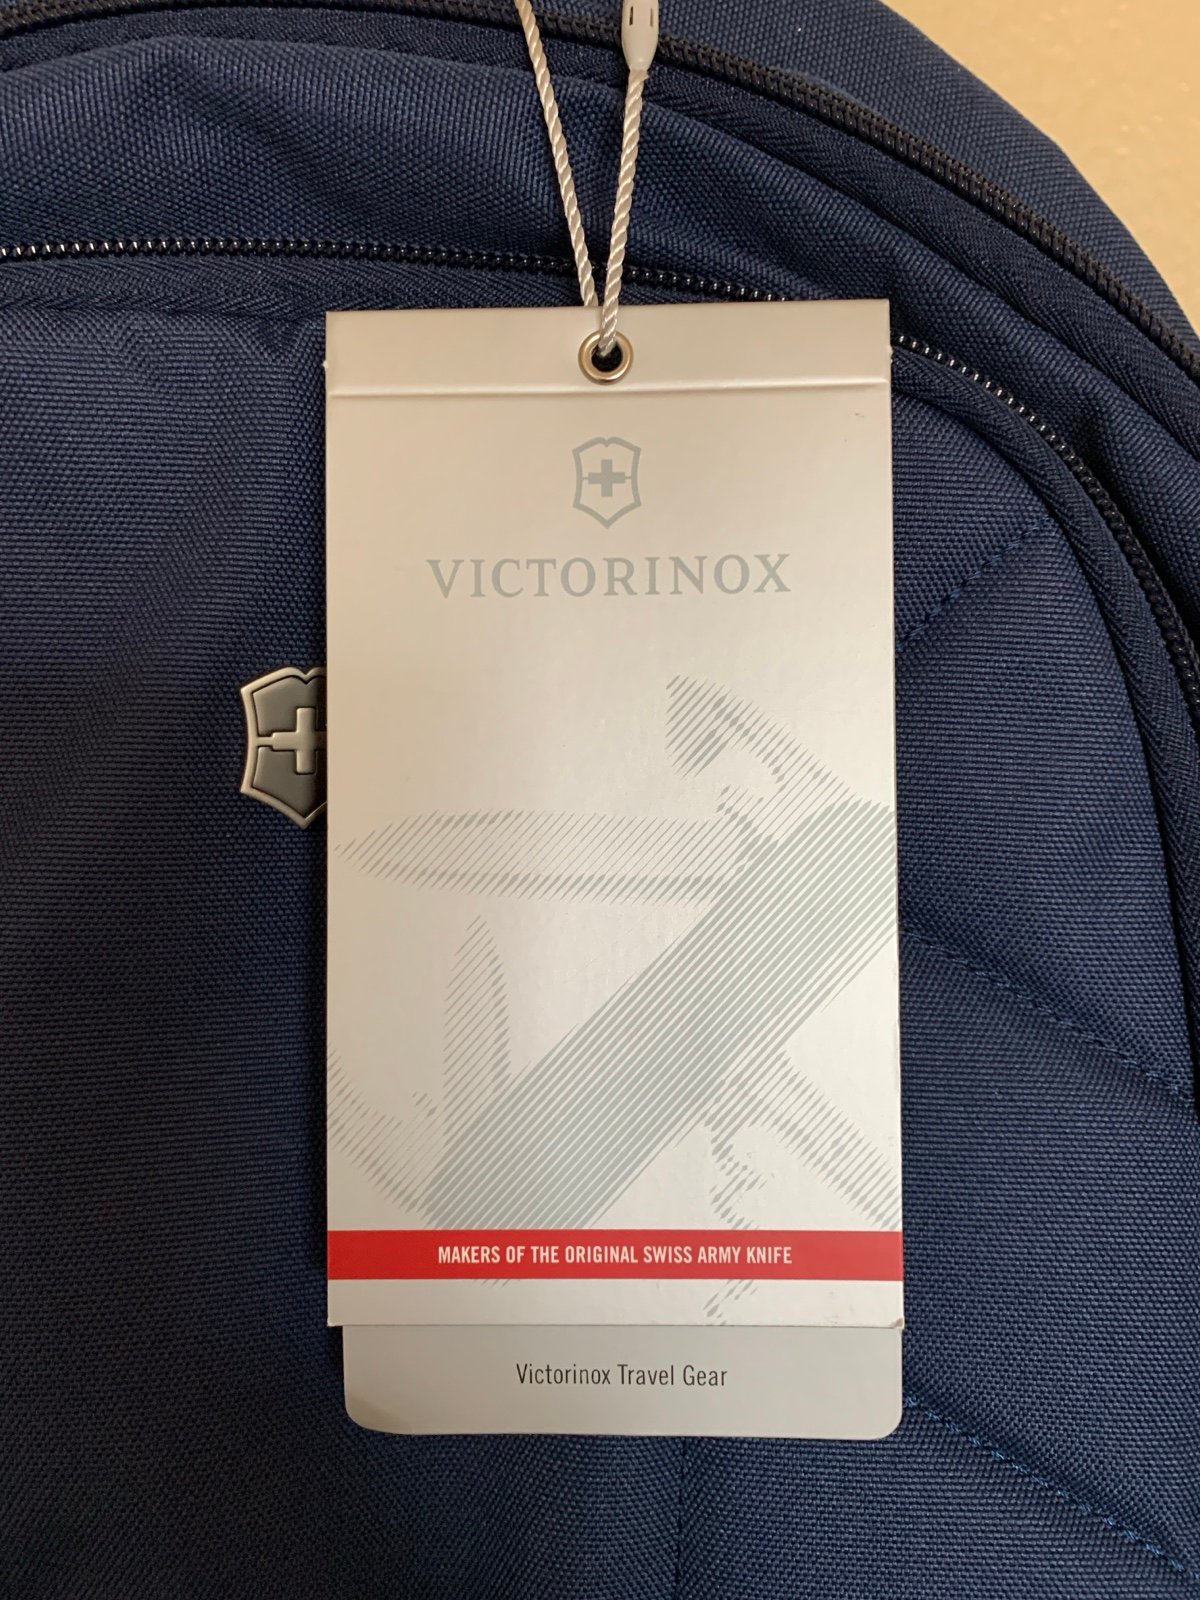 VICTORINOX
MAKERS OF THE ORIGINAL SWISS ARMY KNIFE
Victorinox Travel Gear